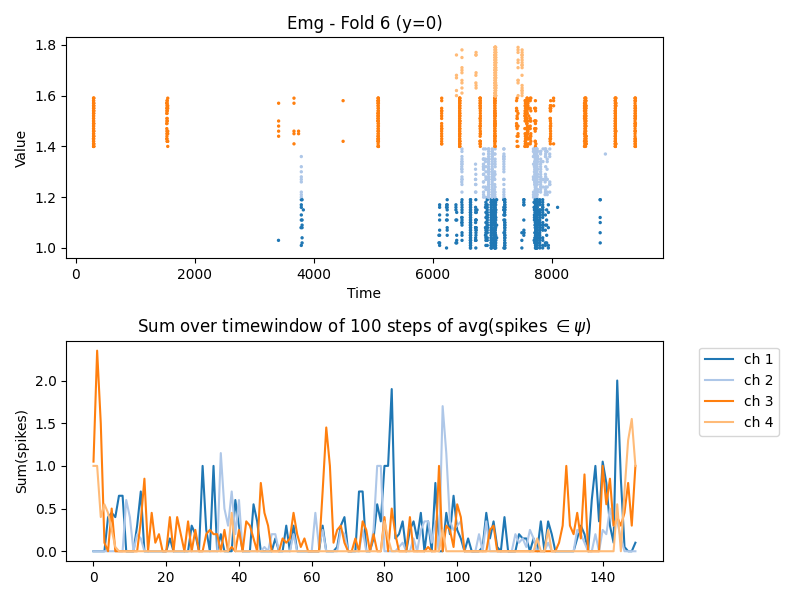 Emg - Fold 6 (y=0)
Value
1.8
1.6
1.4
1.2
1.0
0 2000 4000 6000 8000
Time
Sum over timewindow of 100 steps of avg(spikes ∈ ψ)
Sum(spikes)
2.0
1.5
1.0
0.5
0.0
0 20 40 60 80 100 120 140
ch 1
ch 2
ch 3
ch 4